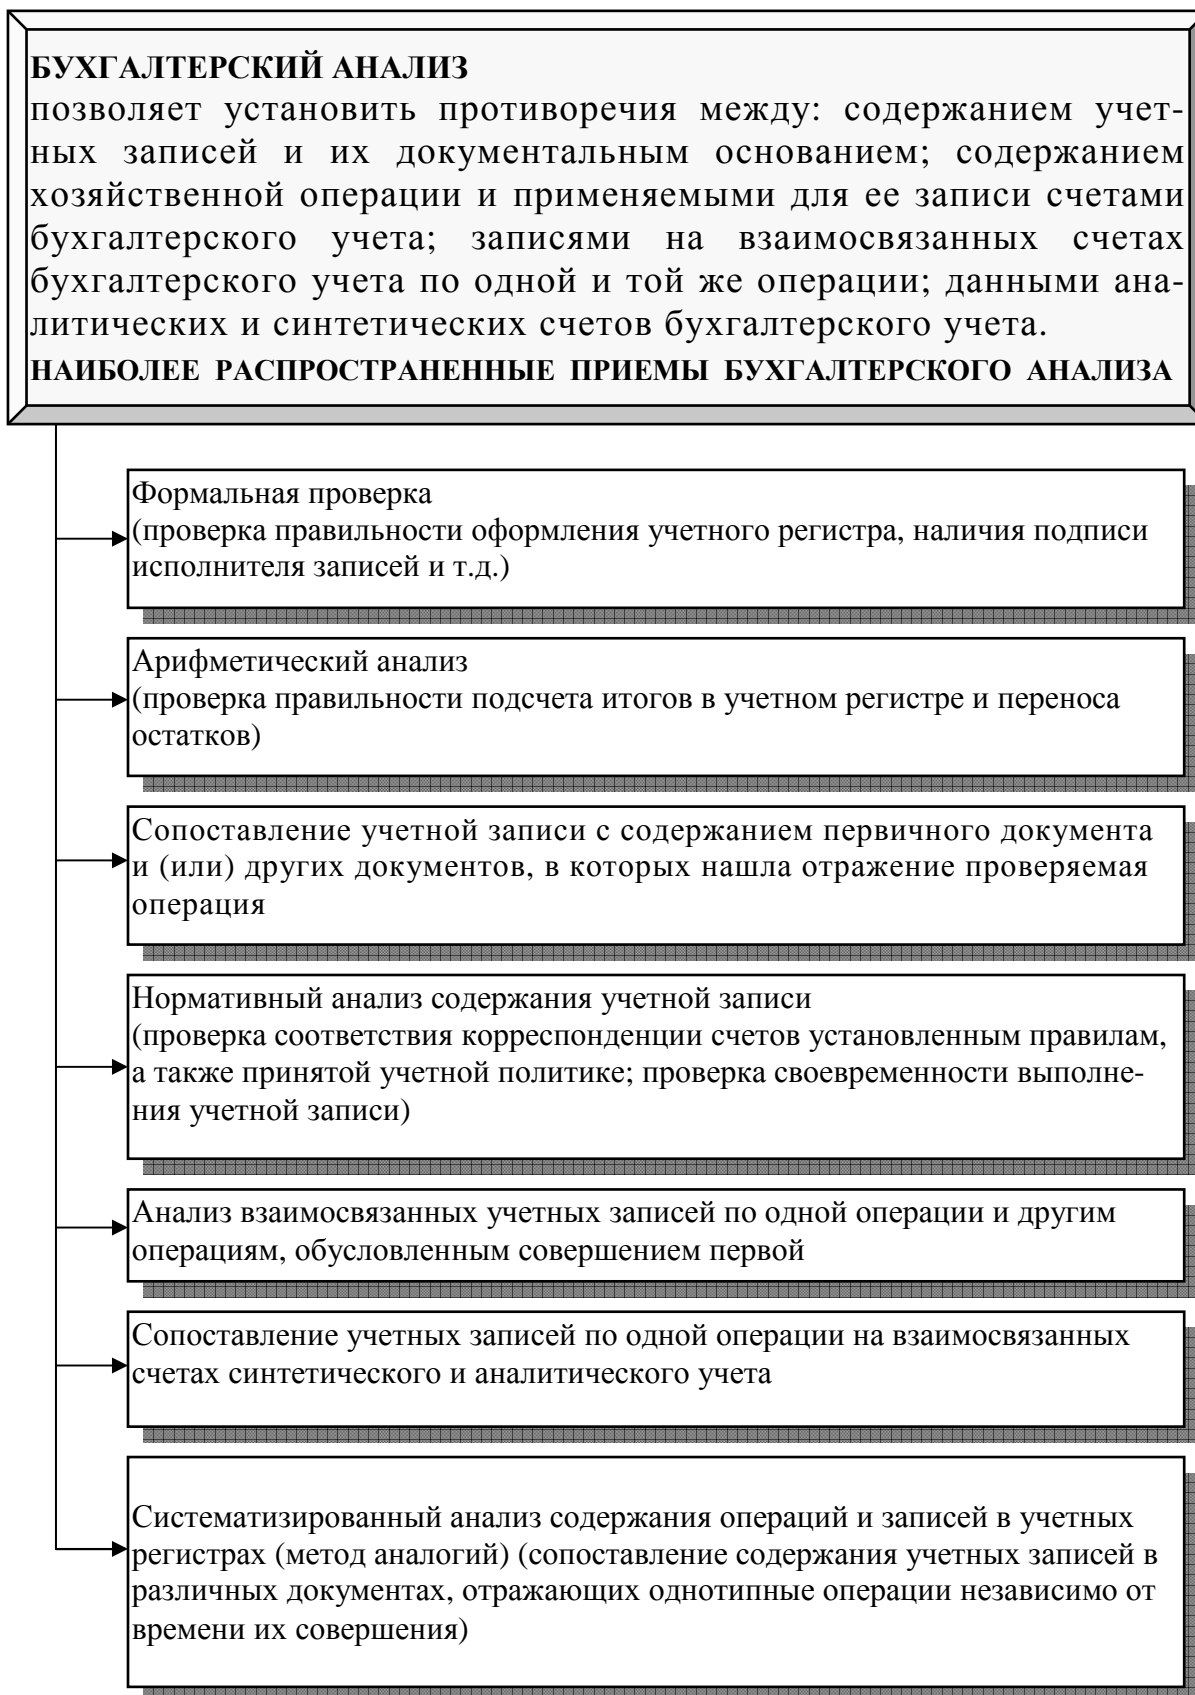 БУХГАЛТЕРСКИЙ АНАЛИЗ
позволяет установить противоречия между: содержанием учет-
ных записей и их документальным основанием; содержанием
хозяйственной операции и применяемыми для ее записи счетами
бухгалтерского учета; записями на взаимосвязанных счетах
бухгалтерского учета по одной и той же операции; данными ана-
литических и синтетических счетов бухгалтерского учета.
НАИБОЛЕЕ РАСПРОСТРАНЕННЫЕ ПРИЕМЫ БУХГАЛТЕРСКОГО АНАЛИЗА
Формальная проверка
(проверка правильности оформления учетного регистра, наличия подписи
исполнителя записей и т.д.)
Арифметический анализ
(проверка правильности подсчета итогов в учетном регистре и переноса
остатков)
Сопоставление учетной записи с содержанием первичного документа
и (или) других документов, в которых нашла отражение проверяемая
операция
Нормативный анализ содержания учетной записи
(проверка соответствия корреспонденции счетов установленным правилам,
а также принятой учетной политике; проверка своевременности выполне-
ния учетной записи)
Анализ взаимосвязанных учетных записей по одной операции и другим
операциям, обусловленным совершением первой
Сопоставление учетных записей по одной операции на взаимосвязанных
счетах синтетического и аналитического учета
Систематизированный анализ содержания операций и записей в учетных
регистрах (метод аналогий) (сопоставление содержания учетных записей в
различных документах, отражающих однотипные операции независимо от
времени их совершения)